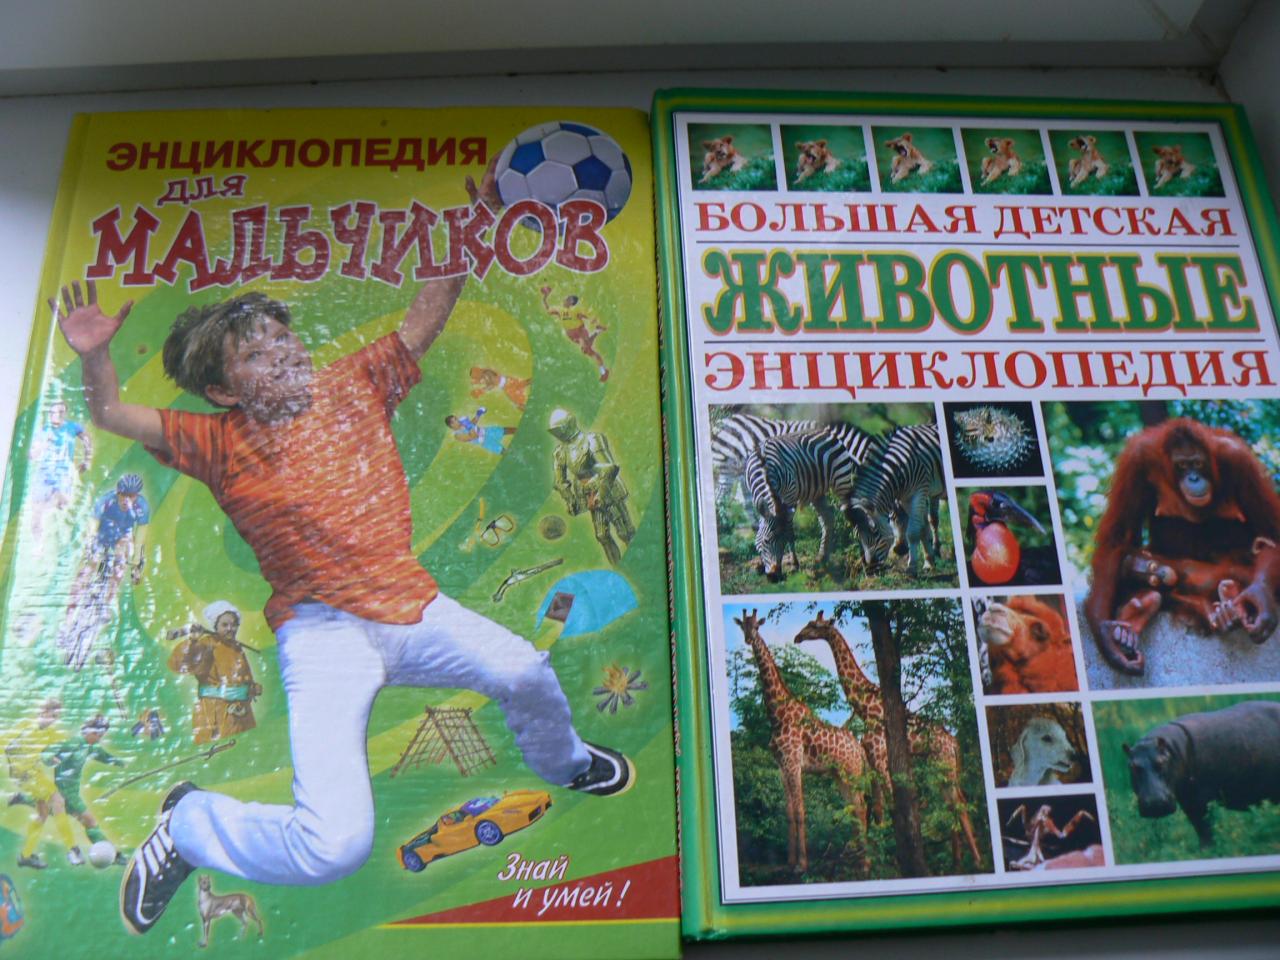 ЭНЦИКЛОПЕДИЯ
ДЛЯ
МАЛЬЧИКОВ
Знай
и умей!
БОЛЬШАЯ ДЕТСКАЯ
ЖИВОТНЫЕ
ЭНЦИКЛОПЕДИЯ